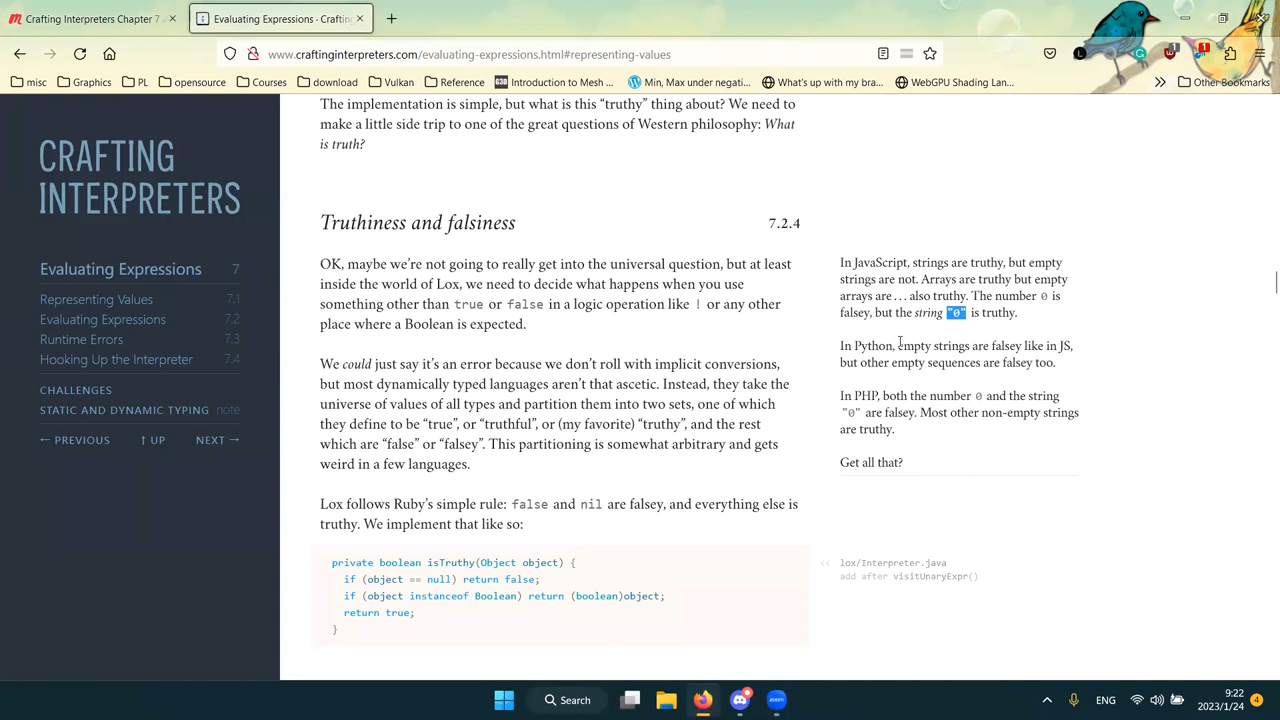 Crafting Interpreters Chapter 7
Evaluating Expressions · Crafting
www.craftinginterpreters.com/evaluating-expressions.html#representing-values
misc
Graphics
PL
opensource
Courses
download
Vulkan
Reference
Introduction to Mesh ...
Min, Max under negati...
What's up with my bra...
WebGPU Shading Lan...
Other Bookmarks
CRAFTING
INTERPRETERS
Evaluating Expressions 7
Representing Values 7.1
Evaluating Expressions 7.2
Runtime Errors 7.3
Hooking Up the Interpreter 7.4
CHALLENGES
STATIC AND DYNAMIC TYPING note
← PREVIOUS ↑ UP NEXT →
The implementation is simple, but what is this “truthy” thing about? We need to
make a little side trip to one of the great questions of Western philosophy: What
is truth?
Truthiness and falsiness 7.2.4
OK, maybe we’re not going to really get into the universal question, but at least
inside the world of Lox, we need to decide what happens when you use
something other than true or false in a logic operation like ! or any other
place where a Boolean is expected.
We could just say it’s an error because we don’t roll with implicit conversions,
but most dynamically typed languages aren’t that ascetic. Instead, they take the
universe of values of all types and partition them into two sets, one of which
they define to be “true”, or “truthful”, or (my favorite) “truthy”, and the rest
which are “false” or “falsey”. This partitioning is somewhat arbitrary and gets
weird in a few languages.
Lox follows Ruby’s simple rule: false and nil are falsey, and everything else is
truthy. We implement that like so:
private boolean isTruthy(Object object) {
if (object == null) return false;
if (object instanceof Boolean) return (boolean)object;
return true;
}
In JavaScript, strings are truthy, but empty
strings are not. Arrays are truthy but empty
arrays are . . . also truthy. The number 0 is
falsey, but the string "0" is truthy.
In Python, empty strings are falsey like in JS,
but other empty sequences are falsey too.
In PHP, both the number 0 and the string
"0" are falsey. Most other non-empty strings
are truthy.
Get all that?
<< lox/Interpreter.java
add after visitUnaryExpr()
Search
zoom
ENG
9:22
2023/1/24
4